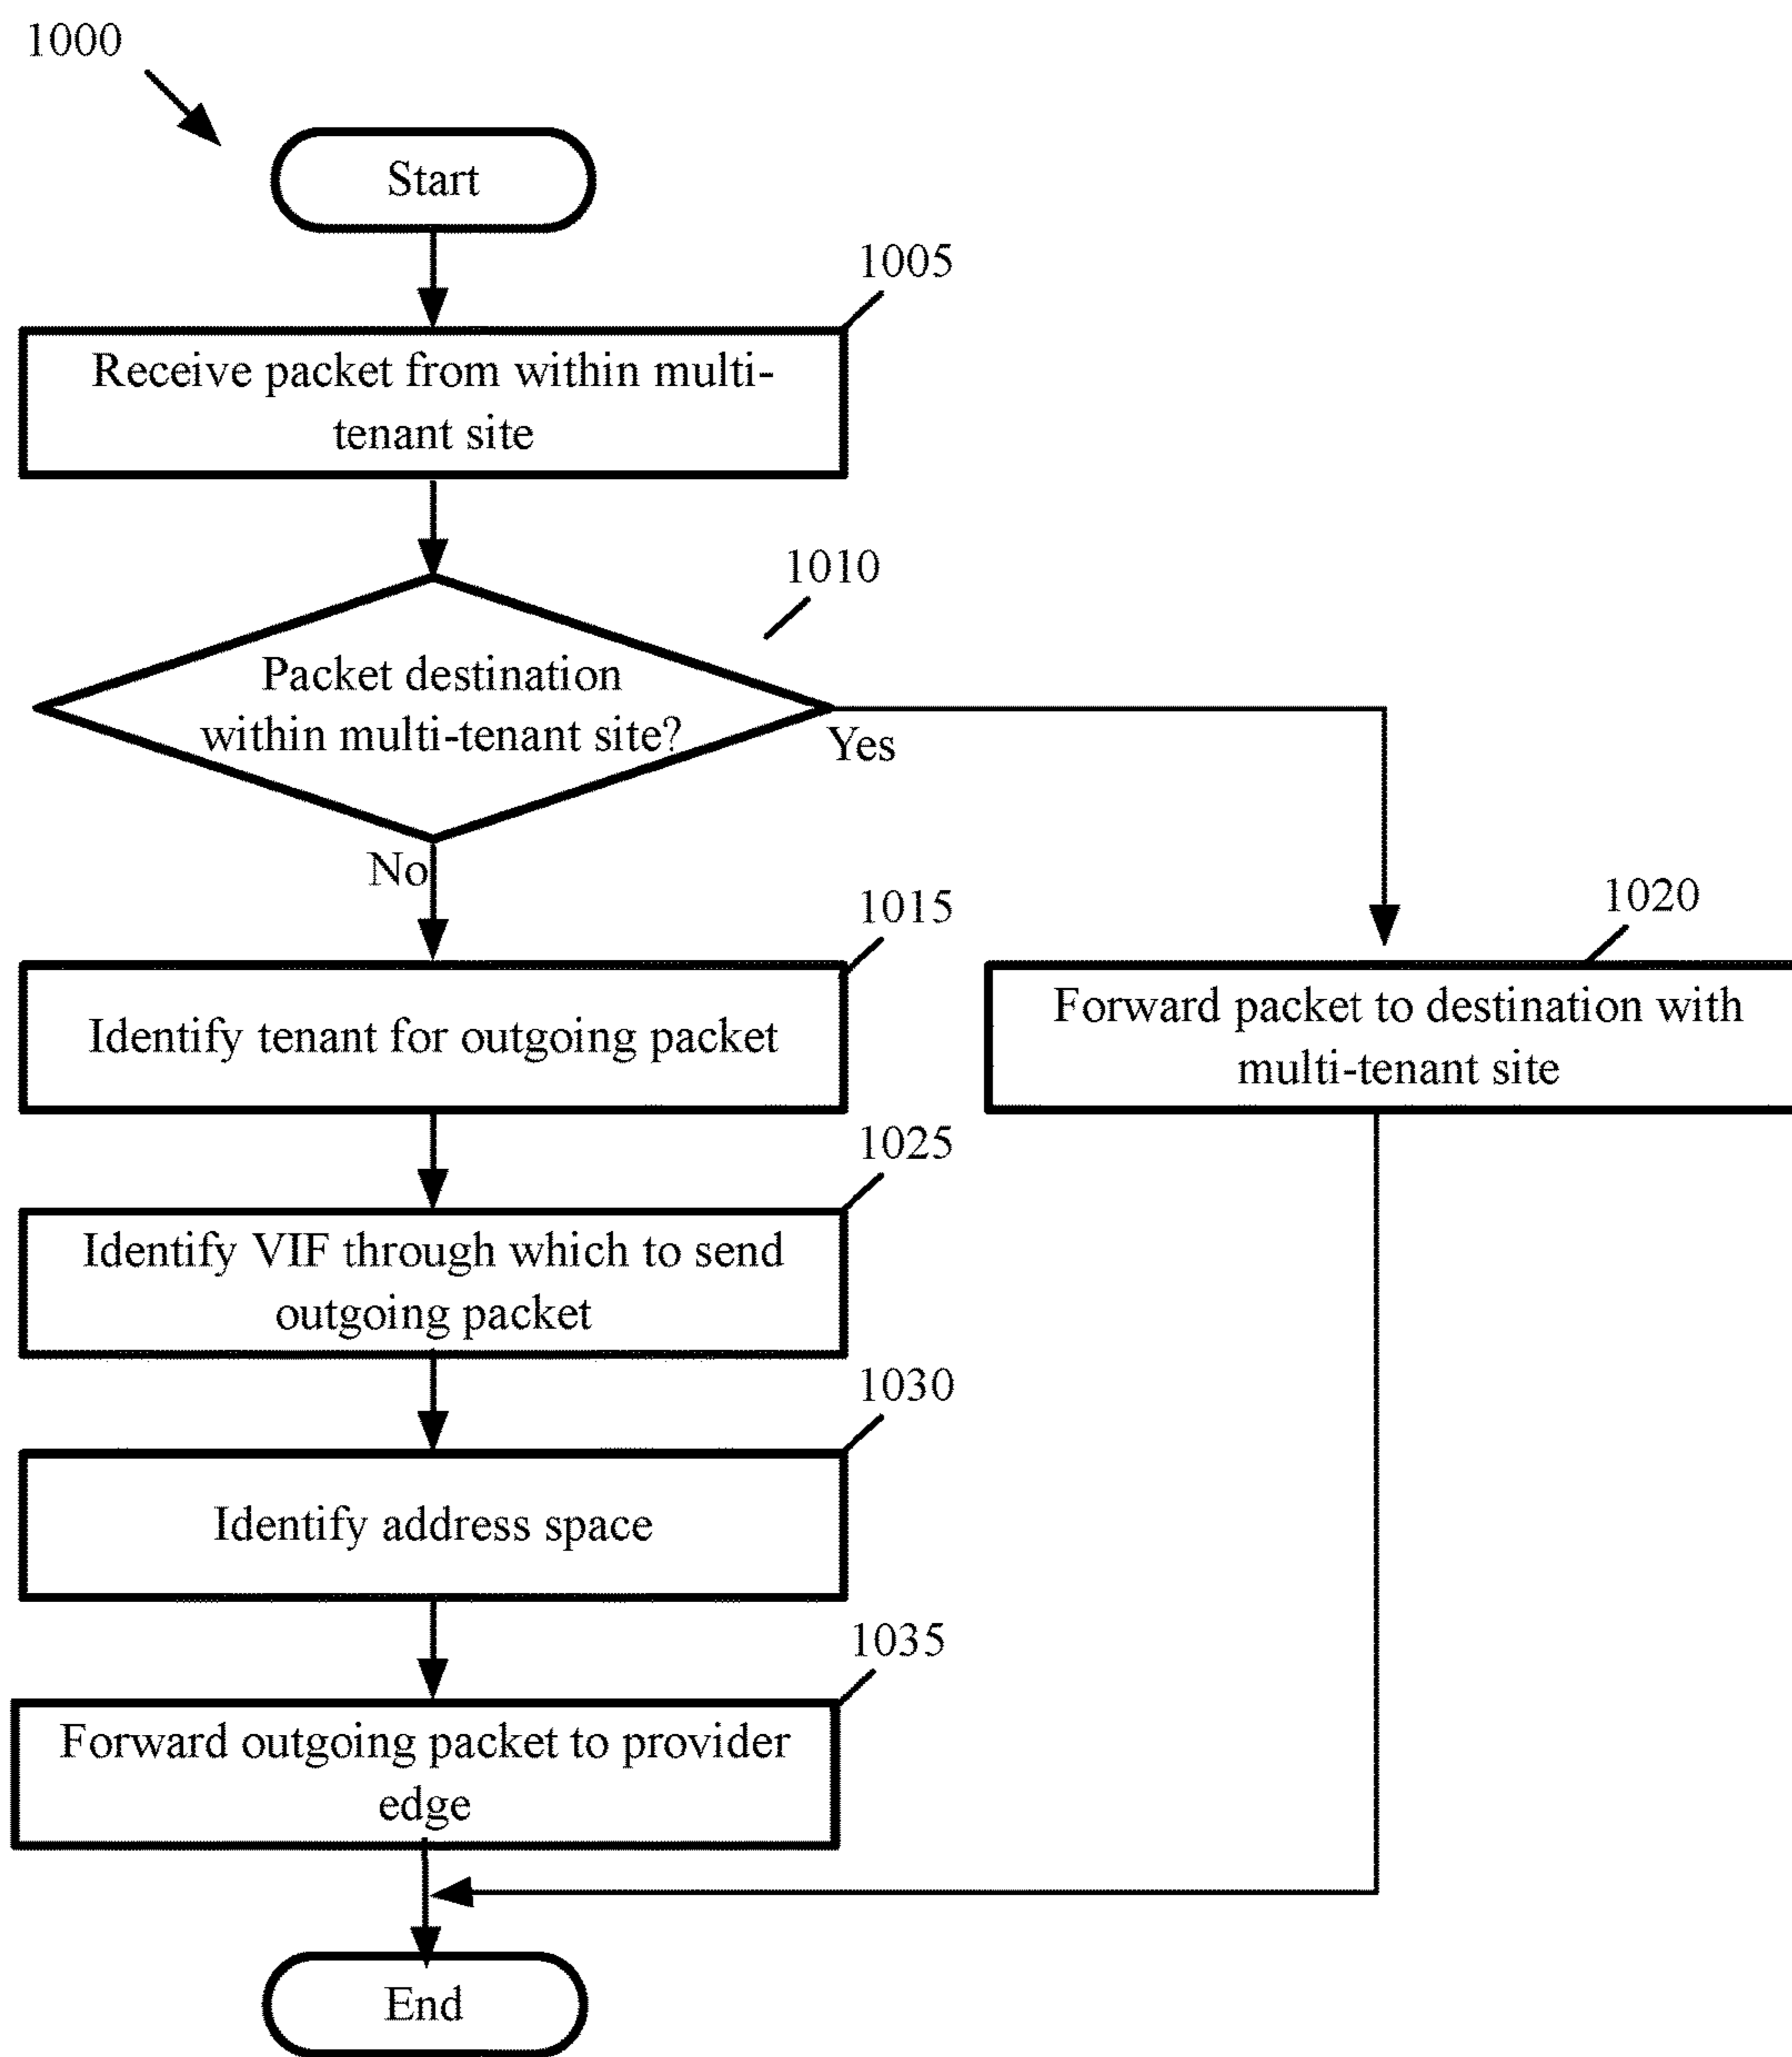 1000
Start
1005
Receive packet from within multi-
tenant site
1010
Packet destination
within multi-tenant site?
Yes
No
1015
Identify tenant for outgoing packet
1020
Forward packet to destination with
multi-tenant site
1025
Identify VIF through which to send
outgoing packet
1030
Identify address space
1035
Forward outgoing packet to provider
edge
End